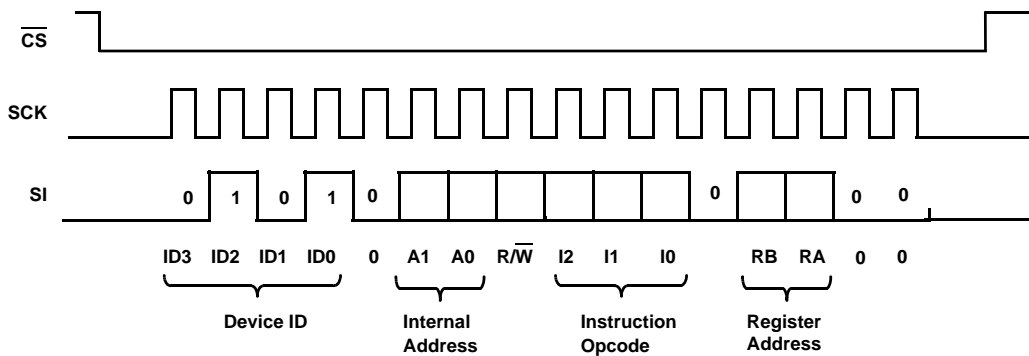 CS
SCK
SI
0 1 0 1 0 0 0 0
ID3 ID2 ID1 ID0 0 A1 A0 R/W I2 I1 I0 RB RA 0 0
Device ID
Internal Address
Instruction Opcode
Register Address